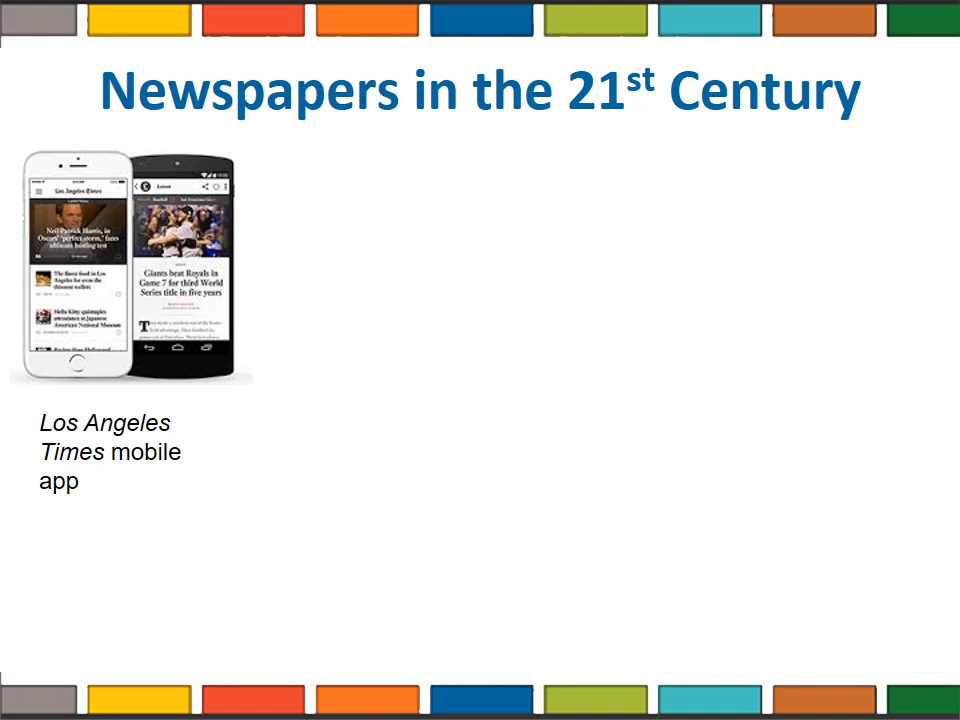 Newspapers in the 21st Century
Los Angeles Times
Latest
Neil Patrick Harris, in
Oscars' 'perfect storm,' faces
ultimate hosting test
The finest food in Los
Angeles for even the
thinnest wallets
Hello Kitty quintuples
attendance at Japanese
American National Museum
Baseball
San Francisco
Giants beat Royals in
Game 7 for third World
Series title in five years
Los Angeles
Times mobile
app